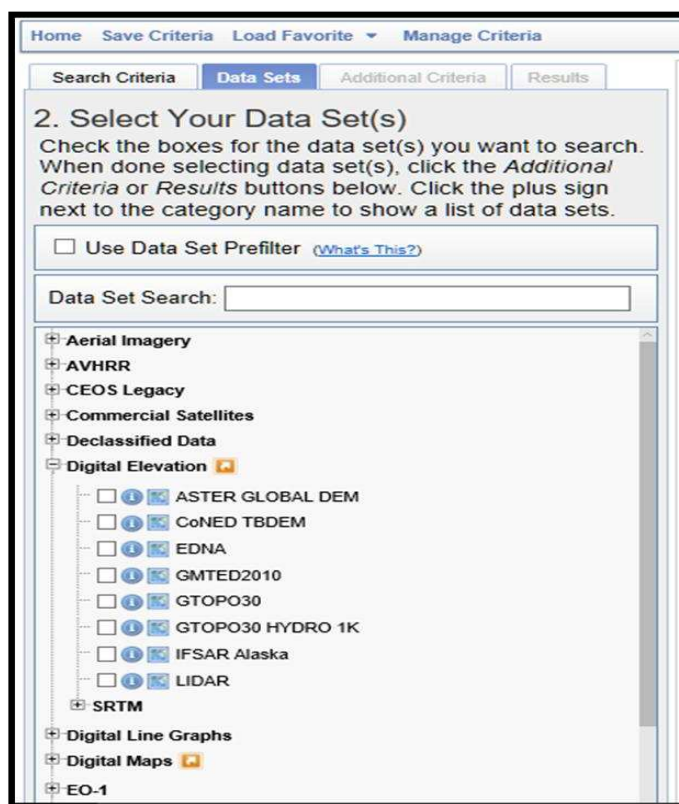 Home Save Criteria Load Favorite Manage Criteria
Search Criteria Data Sets Additional Criteria Results
2. Select Your Data Set(s)
Check the boxes for the data set(s) you want to search.
When done selecting data set(s), click the Additional
Criteria or Results buttons below. Click the plus sign
next to the category name to show a list of data sets.
Use Data Set Prefilter (What's This?)
Data Set Search:
Aerial Imagery
AVHRR
CEOS Legacy
Commercial Satellites
Declassified Data
Digital Elevation
ASTER GLOBAL DEM
CoNED TBDEM
EDNA
GMTED2010
GTOPO30
GTOPO30 HYDRO 1K
IFSAR Alaska
LIDAR
SRTM
Digital Line Graphs
Digital Maps
EO-1